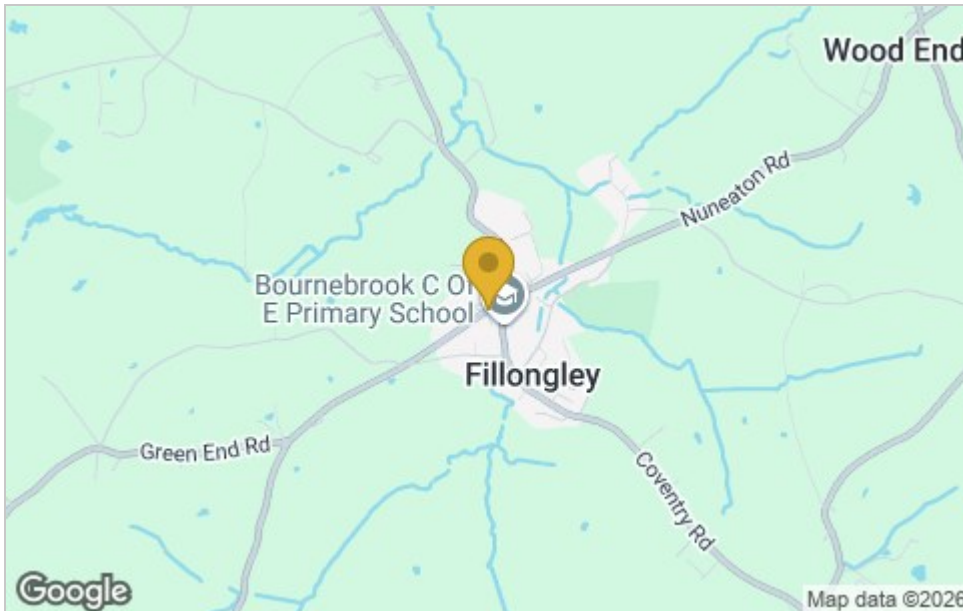 Wood End
Nuneaton Rd
Bournebrook C Of
E Primary School
Fillongley
Green End Rd
Coventry Rd
Google
Map data ©2026